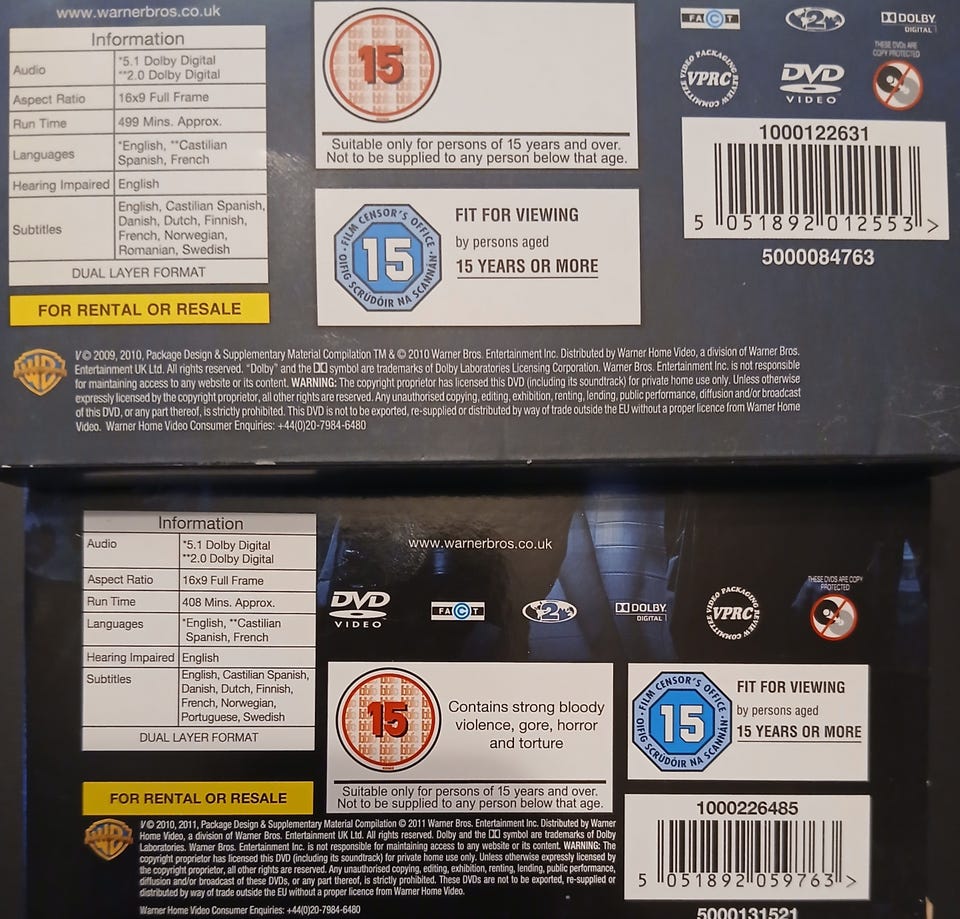 www.warnerbros.co.uk
Information
Audio *5.1 Dolby Digital
**2.0 Dolby Digital
Aspect Ratio 16x9 Full Frame
Run Time 499 Mins. Approx.
Languages *English, **Castilian
Spanish, French
Hearing Impaired English
Subtitles English, Castilian Spanish,
Danish, Dutch, Finnish,
French, Norwegian,
Romanian, Swedish
DUAL LAYER FORMAT
FOR RENTAL OR RESALE
15
Suitable only for persons of 15 years and over.
Not to be supplied to any person below that age.
FILM CENSOR'S OFFICE
15
OIFIG SCRÚDÓIR NA SCANNÁN
FIT FOR VIEWING
by persons aged
15 YEARS OR MORE
FACT
2
DOLBY
DIGITAL
VIDEO PACKAGING
VPRC
REVIEW COMMITTEE
DVD
VIDEO
THESE DVDs ARE
COPY PROTECTED
1000122631
5 051892 012553 >
5000084763
WB
V © 2009, 2010, Package Design & Supplementary Material Compilation TM & © 2010 Warner Bros. Entertainment Inc. Distributed by Warner Home Video, a division of Warner Bros.
Entertainment UK Ltd. All rights reserved. "Dolby" and the DD symbol are trademarks of Dolby Laboratories Licensing Corporation. Warner Bros. Entertainment Inc. is not responsible
for maintaining access to any website or its content. WARNING: The copyright proprietor has licensed this DVD (including its soundtrack) for private home use only. Unless otherwise
expressly licensed by the copyright proprietor, all other rights are reserved. Any unauthorised copying, editing, exhibition, renting, lending, public performance, diffusion and/or broadcast
of this DVD, or any part thereof, is strictly prohibited. This DVD is not to be exported, re-supplied or distributed by way of trade outside the EU without a proper licence from Warner Home
Video. Warner Home Video Consumer Enquiries: +44(0)20-7984-6480
Information
Audio *5.1 Dolby Digital
**2.0 Dolby Digital
Aspect Ratio 16x9 Full Frame
Run Time 408 Mins. Approx.
Languages *English, **Castilian
Spanish, French
Hearing Impaired English
Subtitles English, Castilian Spanish,
Danish, Dutch, Finnish,
French, Norwegian,
Portuguese, Swedish
DUAL LAYER FORMAT
FOR RENTAL OR RESALE
www.warnerbros.co.uk
DVD
VIDEO
FACT
2
DOLBY
DIGITAL
VIDEO PACKAGING
VPRC
REVIEW COMMITTEE
THESE DVDs ARE COPY
PROTECTED
15
Contains strong bloody
violence, gore, horror
and torture
Suitable only for persons of 15 years and over.
Not to be supplied to any person below that age.
FILM CENSOR'S OFFICE
15
OIFIG SCRÚDÓIR NA SCANNÁN
FIT FOR VIEWING
by persons aged
15 YEARS OR MORE
1000226485
5 051892 059763 >
5000131521
WB
V © 2010, 2011, Package Design & Supplementary Material Compilation © 2011 Warner Bros. Entertainment Inc. Distributed by Warner
Home Video, a division of Warner Bros. Entertainment UK Ltd. All rights reserved. Dolby and the DD symbol are trademarks of Dolby
Laboratories. Warner Bros. Entertainment Inc. is not responsible for maintaining access to any website or its content. WARNING: The
copyright proprietor has licensed this DVD (including its soundtrack) for private home use only. Unless otherwise expressly licensed by
the copyright proprietor, all other rights are reserved. Any unauthorised copying, editing, exhibition, renting, lending, public performance,
diffusion and/or broadcast of these DVDs, or any part thereof, is strictly prohibited. These DVDs are not to be exported, re-supplied or
distributed by way of trade outside the EU without a proper licence from Warner Home Video.
Warner Home Video Consumer Enquiries: +44(0)20-7984-6480